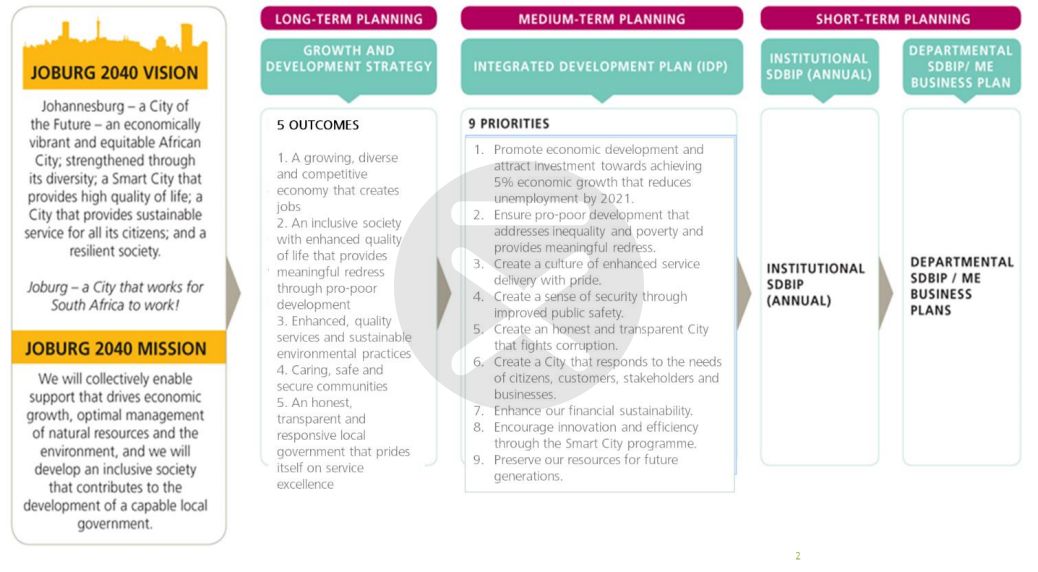 JOBURG 2040 VISION
Johannesburg – a City of
the Future – an economically
vibrant and equitable African
City; strengthened through
its diversity; a Smart City that
provides high quality of life; a
City that provides sustainable
service for all its citizens; and a
resilient society.
Joburg – a City that works for
South Africa to work!
JOBURG 2040 MISSION
We will collectively enable
support that drives economic
growth, optimal management
of natural resources and the
environment, and we will
develop an inclusive society
that contributes to the
development of a capable local
government.
LONG-TERM PLANNING
GROWTH AND
DEVELOPMENT STRATEGY
5 OUTCOMES
1. A growing, diverse
and competitive
economy that creates
jobs
2. An inclusive society
with enhanced quality
of life that provides
meaningful redress
through pro-poor
development
3. Enhanced, quality
services and sustainable
environmental practices
4. Caring, safe and
secure communities
5. An honest,
transparent and
responsive local
government that prides
itself on service
excellence
MEDIUM-TERM PLANNING
INTEGRATED DEVELOPMENT PLAN (IDP)
9 PRIORITIES
1. Promote economic development and
attract investment towards achieving
5% economic growth that reduces
unemployment by 2021.
2. Ensure pro-poor development that
addresses inequality and poverty and
provides meaningful redress.
3. Create a culture of enhanced service
delivery with pride.
4. Create a sense of security through
improved public safety.
5. Create an honest and transparent City
that fights corruption.
6. Create a City that responds to the needs
of citizens, customers, stakeholders and
businesses.
7. Enhance our financial sustainability.
8. Encourage innovation and efficiency
through the Smart City programme.
9. Preserve our resources for future
generations.
SHORT-TERM PLANNING
INSTITUTIONAL
SDBIP (ANNUAL)
INSTITUTIONAL
SDBIP
(ANNUAL)
DEPARTMENTAL
SDBIP/ ME
BUSINESS PLAN
DEPARTMENTAL
SDBIP / ME
BUSINESS
PLANS
2